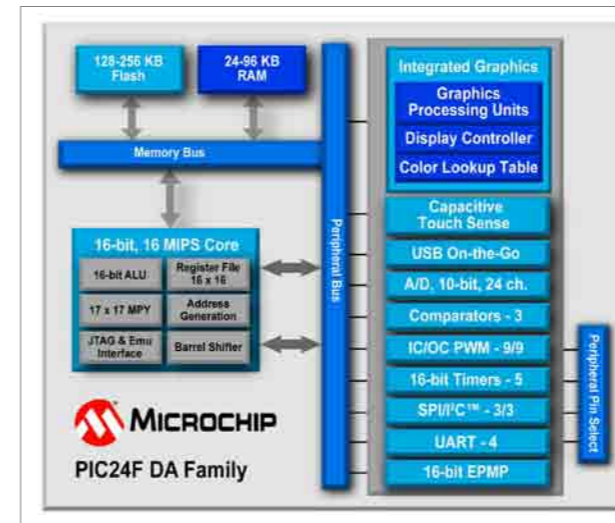 128-256 KB
Flash
24-96 KB
RAM
Memory Bus
16-bit, 16 MIPS Core
16-bit ALU
Register File
16 x 16
17 x 17 MPY
Address
Generation
JTAG & Emu
Interface
Barrel Shifter
MICROCHIP
PIC24F DA Family
Peripheral Bus
Integrated Graphics
Graphics
Processing Units
Display Controller
Color Lookup Table
Capacitive
Touch Sense
USB On-the-Go
A/D, 10-bit, 24 ch.
Comparators - 3
IC/OC PWM - 9/9
16-bit Timers - 5
SPI/I²C™ - 3/3
UART - 4
16-bit EPMP
Peripheral Pin Select